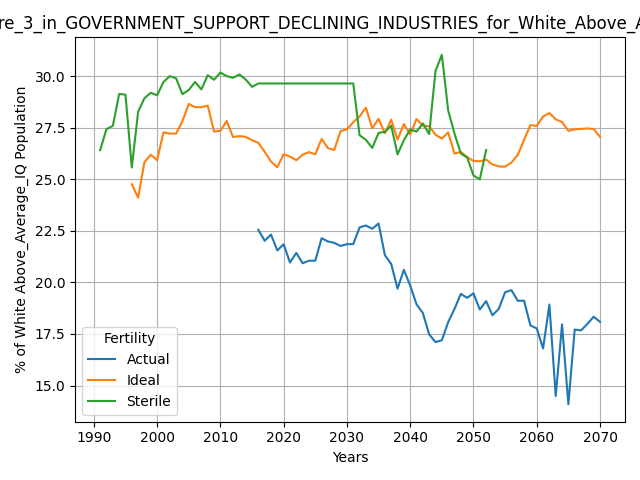 re_3_in_GOVERNMENT_SUPPORT_DECLINING_INDUSTRIES_for_White_Above_A
% of White Above_Average_IQ Population
30.0
27.5
25.0
22.5
20.0
17.5
15.0
Fertility
Actual
Ideal
Sterile
1990 2000 2010 2020 2030 2040 2050 2060 2070
Years